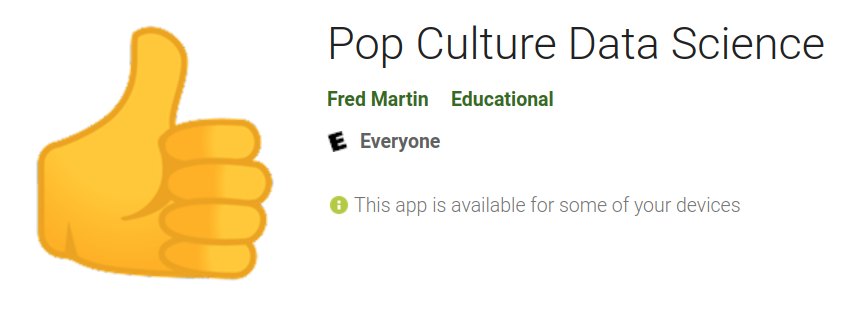 Pop Culture Data Science
Fred Martin Educational
E Everyone
This app is available for some of your devices